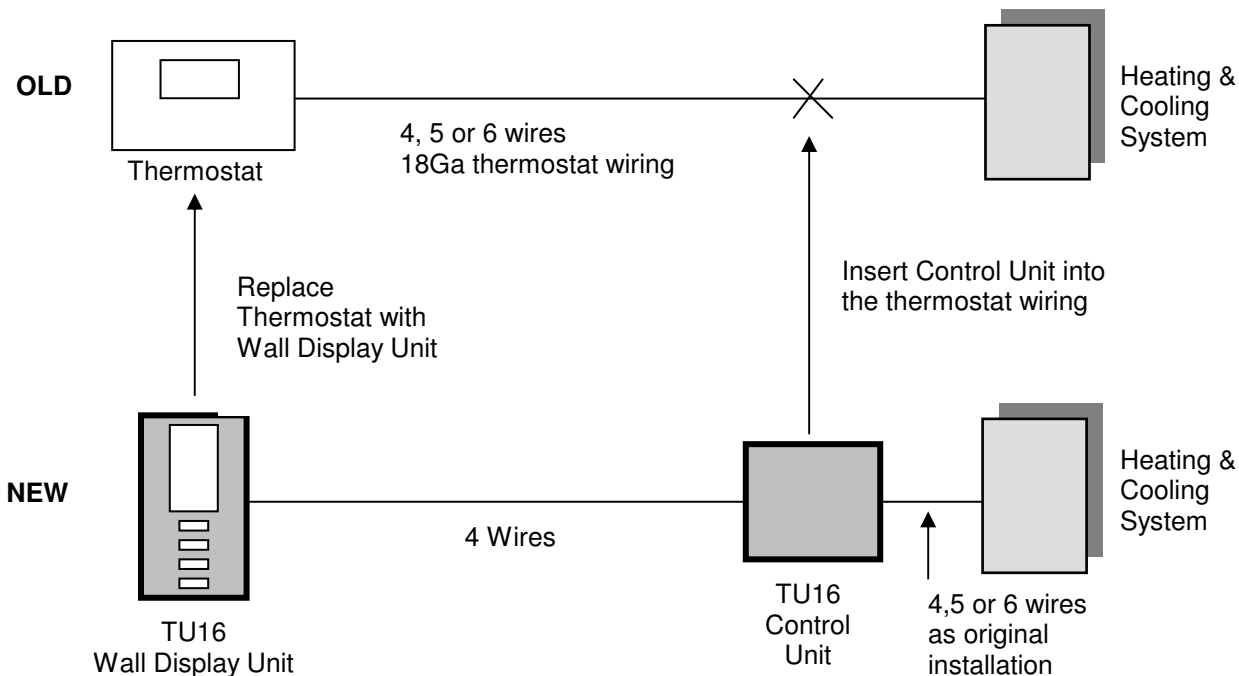 OLD
Thermostat
4, 5 or 6 wires
18Ga thermostat wiring
Heating &
Cooling
System
Replace
Thermostat with
Wall Display Unit
Insert Control Unit into
the thermostat wiring
NEW
TU16
Wall Display Unit
4 Wires
TU16
Control
Unit
4,5 or 6 wires
as original
installation
Heating &
Cooling
System